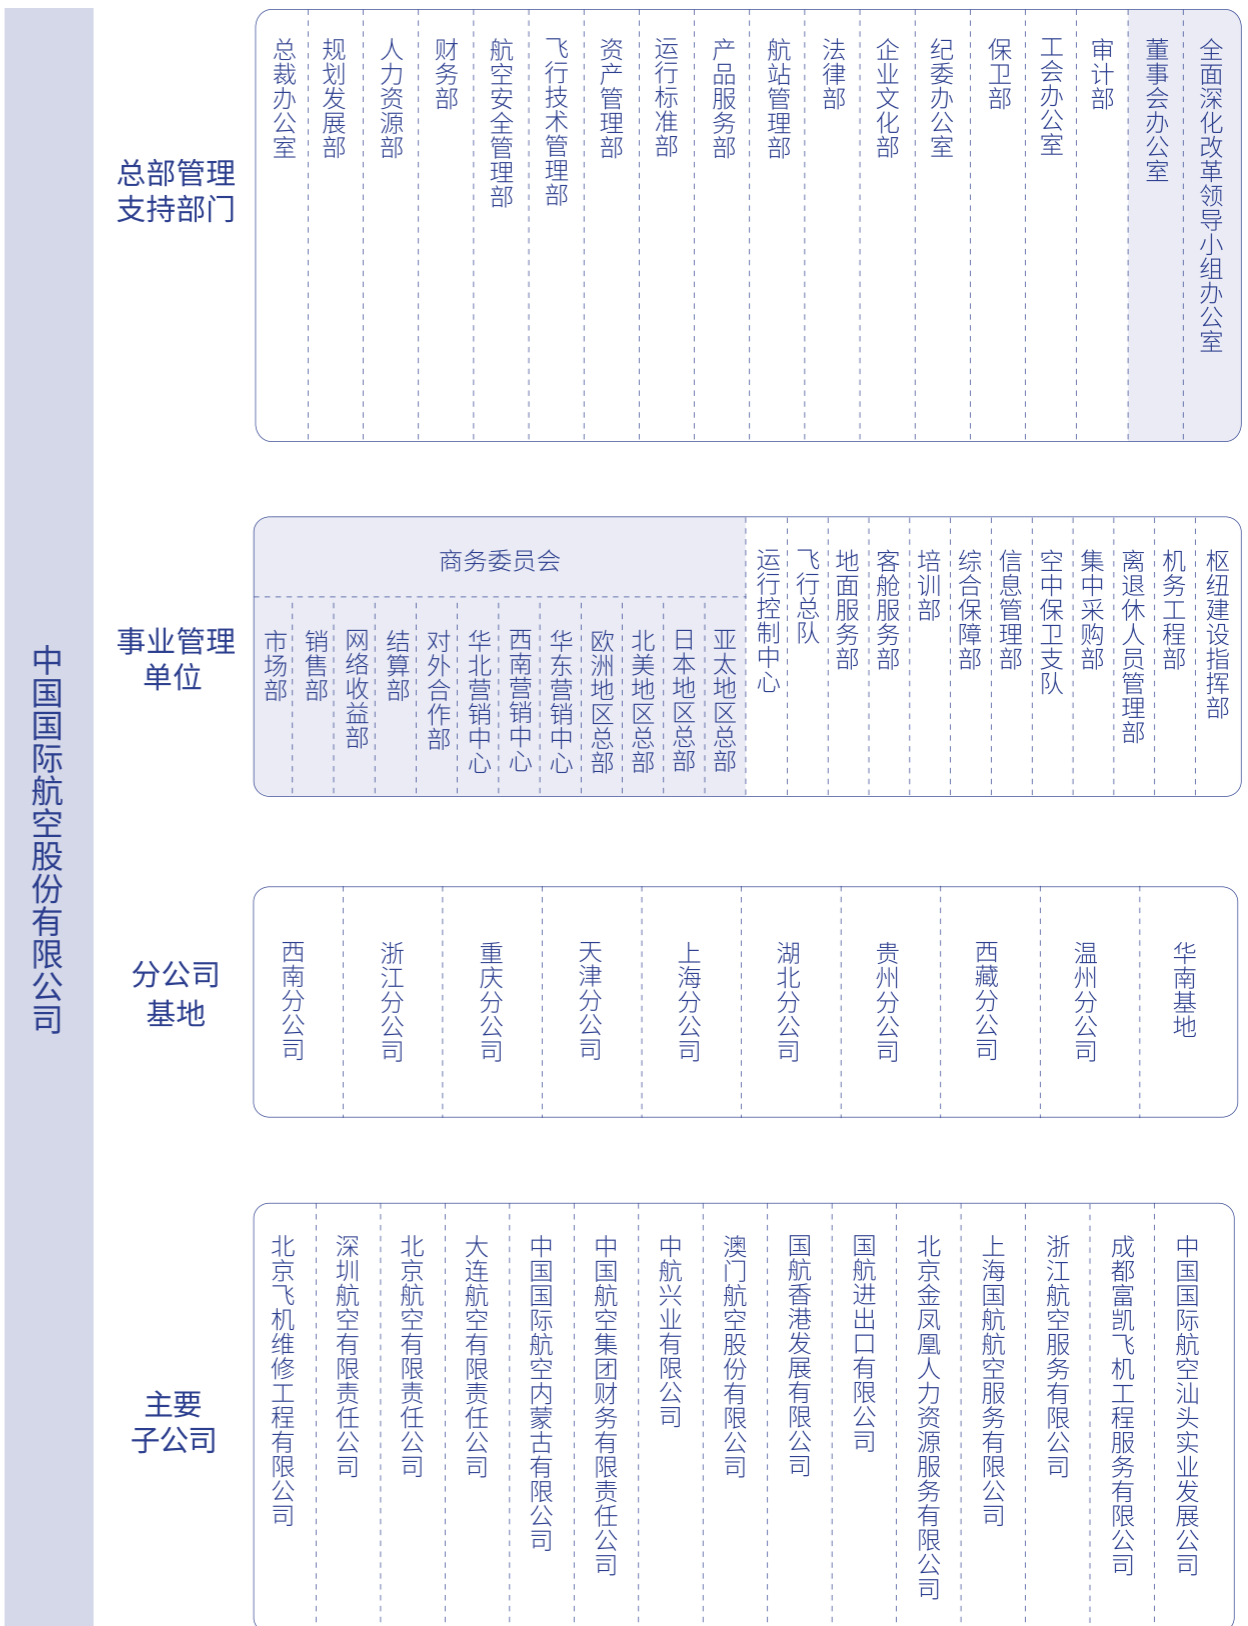 中国国际航空股份有限公司
总部管理
支持部门
总裁办公室
规划发展部
人力资源部
财务部
航空安全管理部
飞行技术管理部
资产管理部
运行标准部
产品服务部
航站管理部
法律部
企业文化部
纪委办公室
保卫部
工会办公室
审计部
董事会办公室
全面深化改革领导小组办公室
事业管理
单位
商务委员会
市场部
销售部
网络收益部
结算部
对外合作部
华北营销中心
西南营销中心
华东营销中心
欧洲地区总部
北美地区总部
日本地区总部
亚太地区总部
运行控制中心
飞行总队
地面服务部
客舱服务部
培训部
综合保障部
信息管理部
空中保卫支队
集中采购部
离退休人员管理部
机务工程部
枢纽建设指挥部
分公司
基地
西南分公司
浙江分公司
重庆分公司
天津分公司
上海分公司
湖北分公司
贵州分公司
西藏分公司
温州分公司
华南基地
主要
子公司
北京飞机维修工程有限公司
深圳航空有限责任公司
北京航空有限责任公司
大连航空有限责任公司
中国国际航空内蒙古有限公司
中国航空集团财务有限责任公司
中航兴业有限公司
澳门航空股份有限公司
国航香港发展有限公司
国航进出口有限公司
北京金凤凰人力资源服务有限公司
上海国航航空服务有限公司
浙江航空服务有限公司
成都富凯飞机工程服务有限公司
中国国际航空汕头实业发展公司